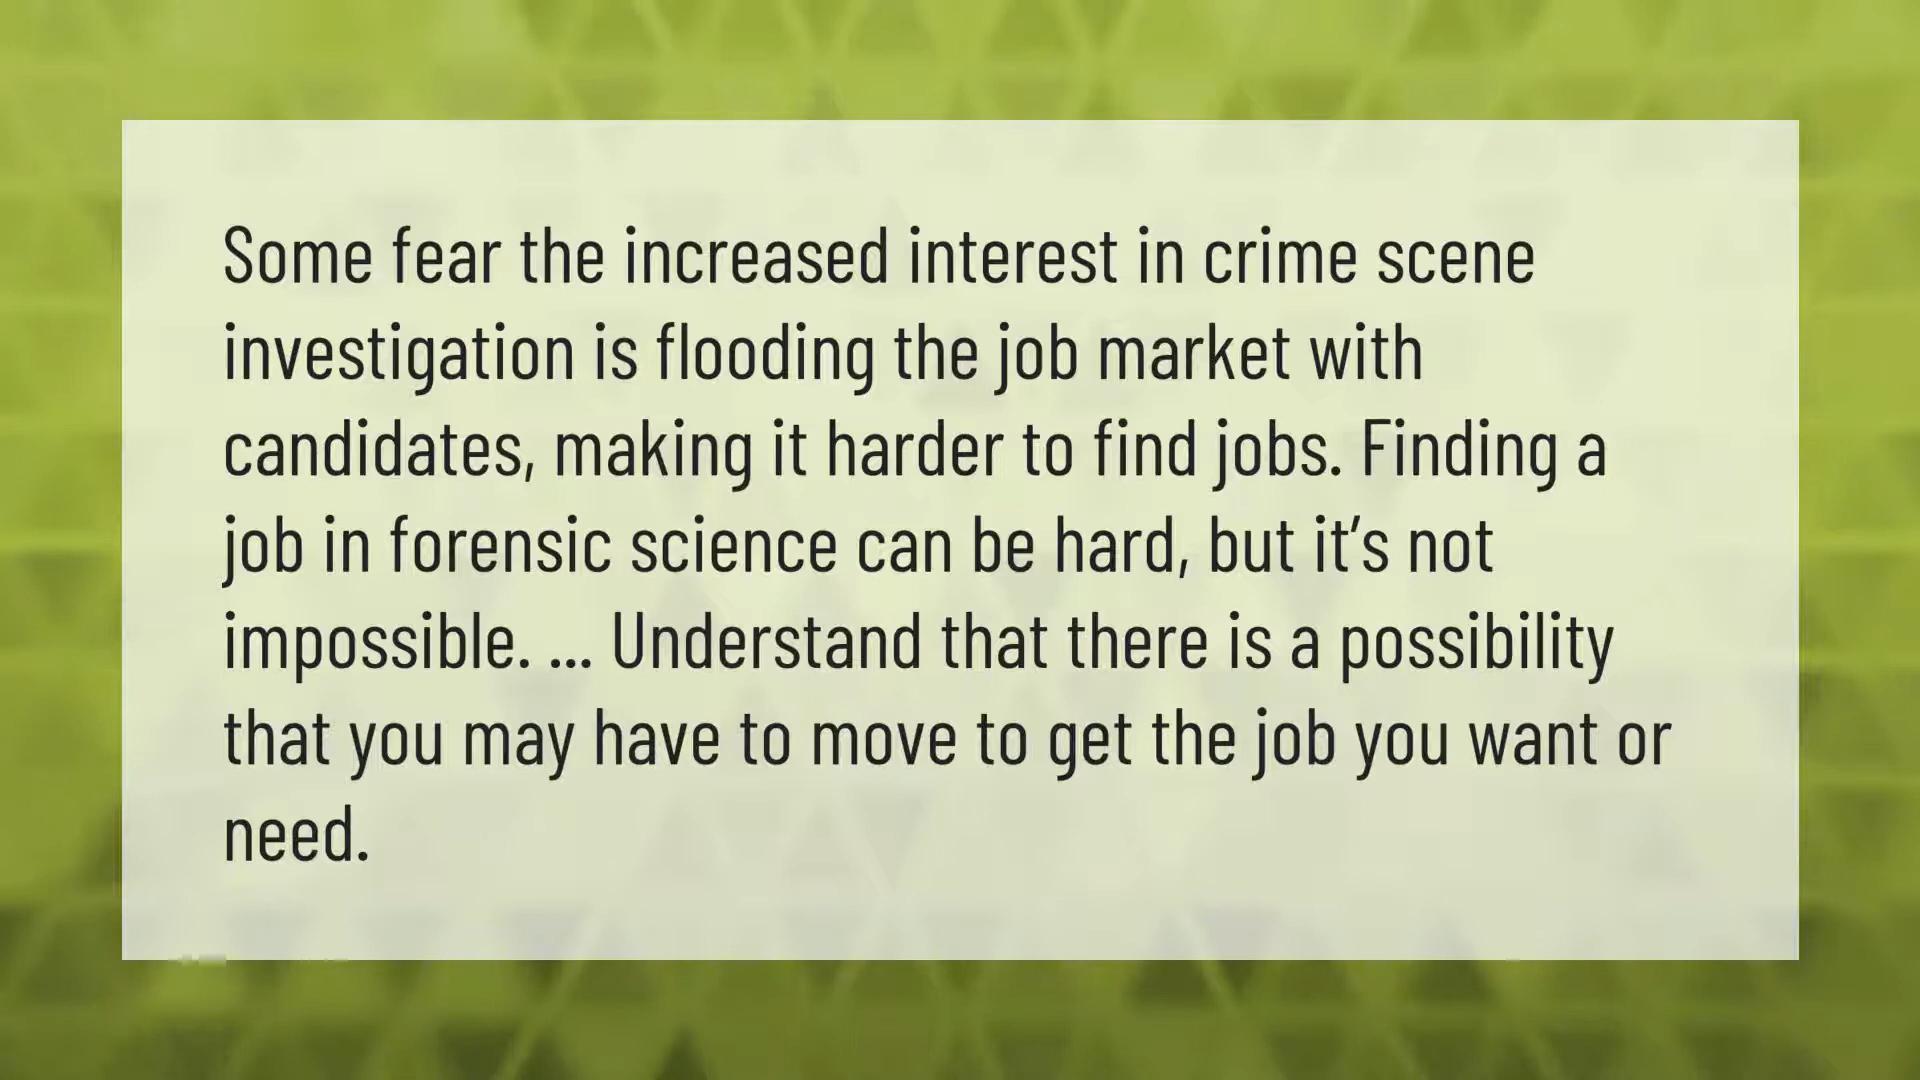 Some fear the increased interest in crime scene
investigation is flooding the job market with
candidates, making it harder to find jobs. Finding a
job in forensic science can be hard, but it’s not
impossible. ... Understand that there is a possibility
that you may have to move to get the job you want or
need.